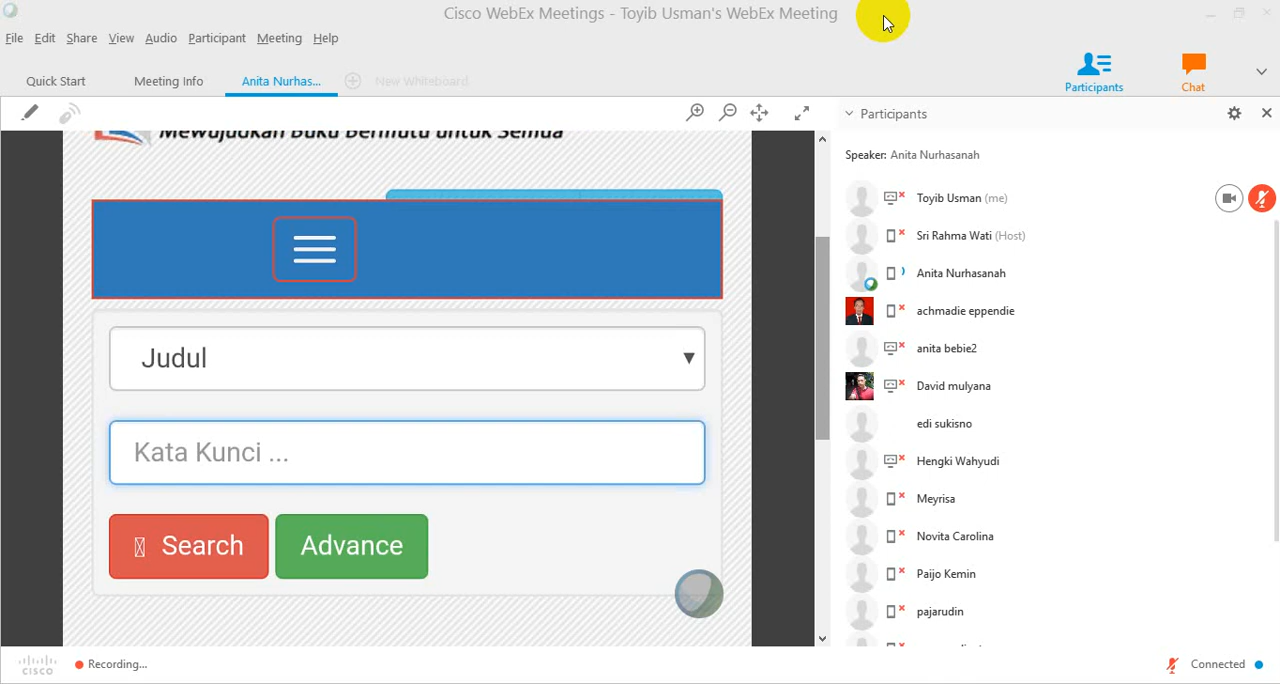 Cisco WebEx Meetings - Toyib Usman's WebEx Meeting
File Edit Share View Audio Participant Meeting Help
Quick Start Meeting Info Anita Nurhas... New Whiteboard
Participants Chat
Participants
Mewujudkan Buku Bermutu untuk Semua
Speaker: Anita Nurhasanah
Toyib Usman (me)
Sri Rahma Wati (Host)
Anita Nurhasanah
achmadie eppendie
anita bebie2
David mulyana
edi sukisno
Hengki Wahyudi
Meyrisa
Novita Carolina
Paijo Kemin
pajarudin
Judul
Kata Kunci ...
Search Advance
CISCO Recording... Connected